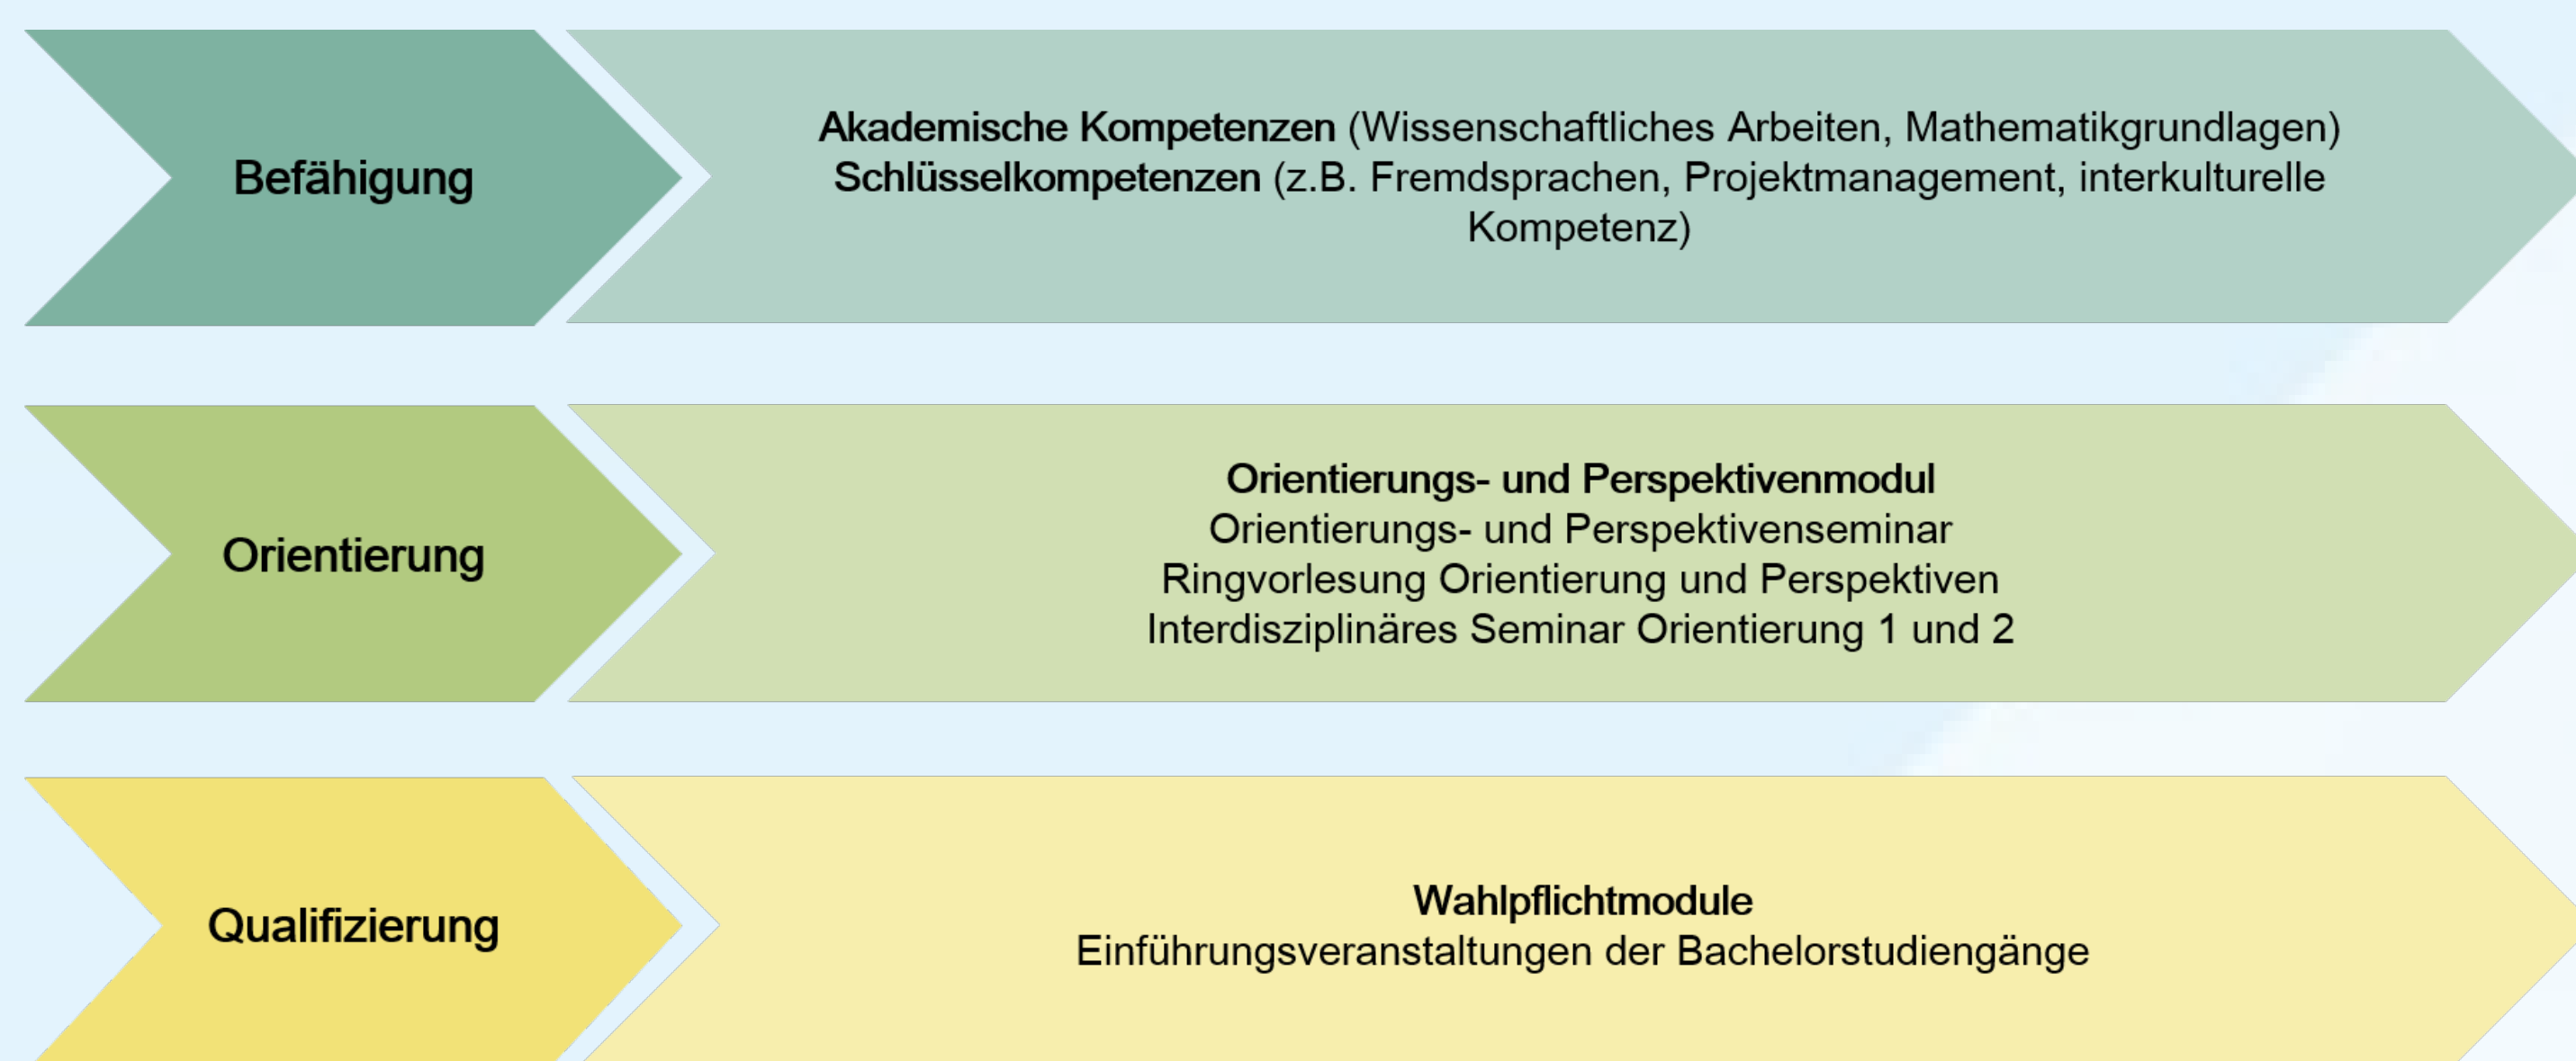 Befähigung
Akademische Kompetenzen (Wissenschaftliches Arbeiten, Mathematikgrundlagen)
Schlüsselkompetenzen (z.B. Fremdsprachen, Projektmanagement, interkulturelle
Kompetenz)
Orientierung
Orientierungs- und Perspektivenmodul
Orientierungs- und Perspektivenseminar
Ringvorlesung Orientierung und Perspektiven
Interdisziplinäres Seminar Orientierung 1 und 2
Qualifizierung
Wahlpflichtmodule
Einführungsveranstaltungen der Bachelorstudiengänge